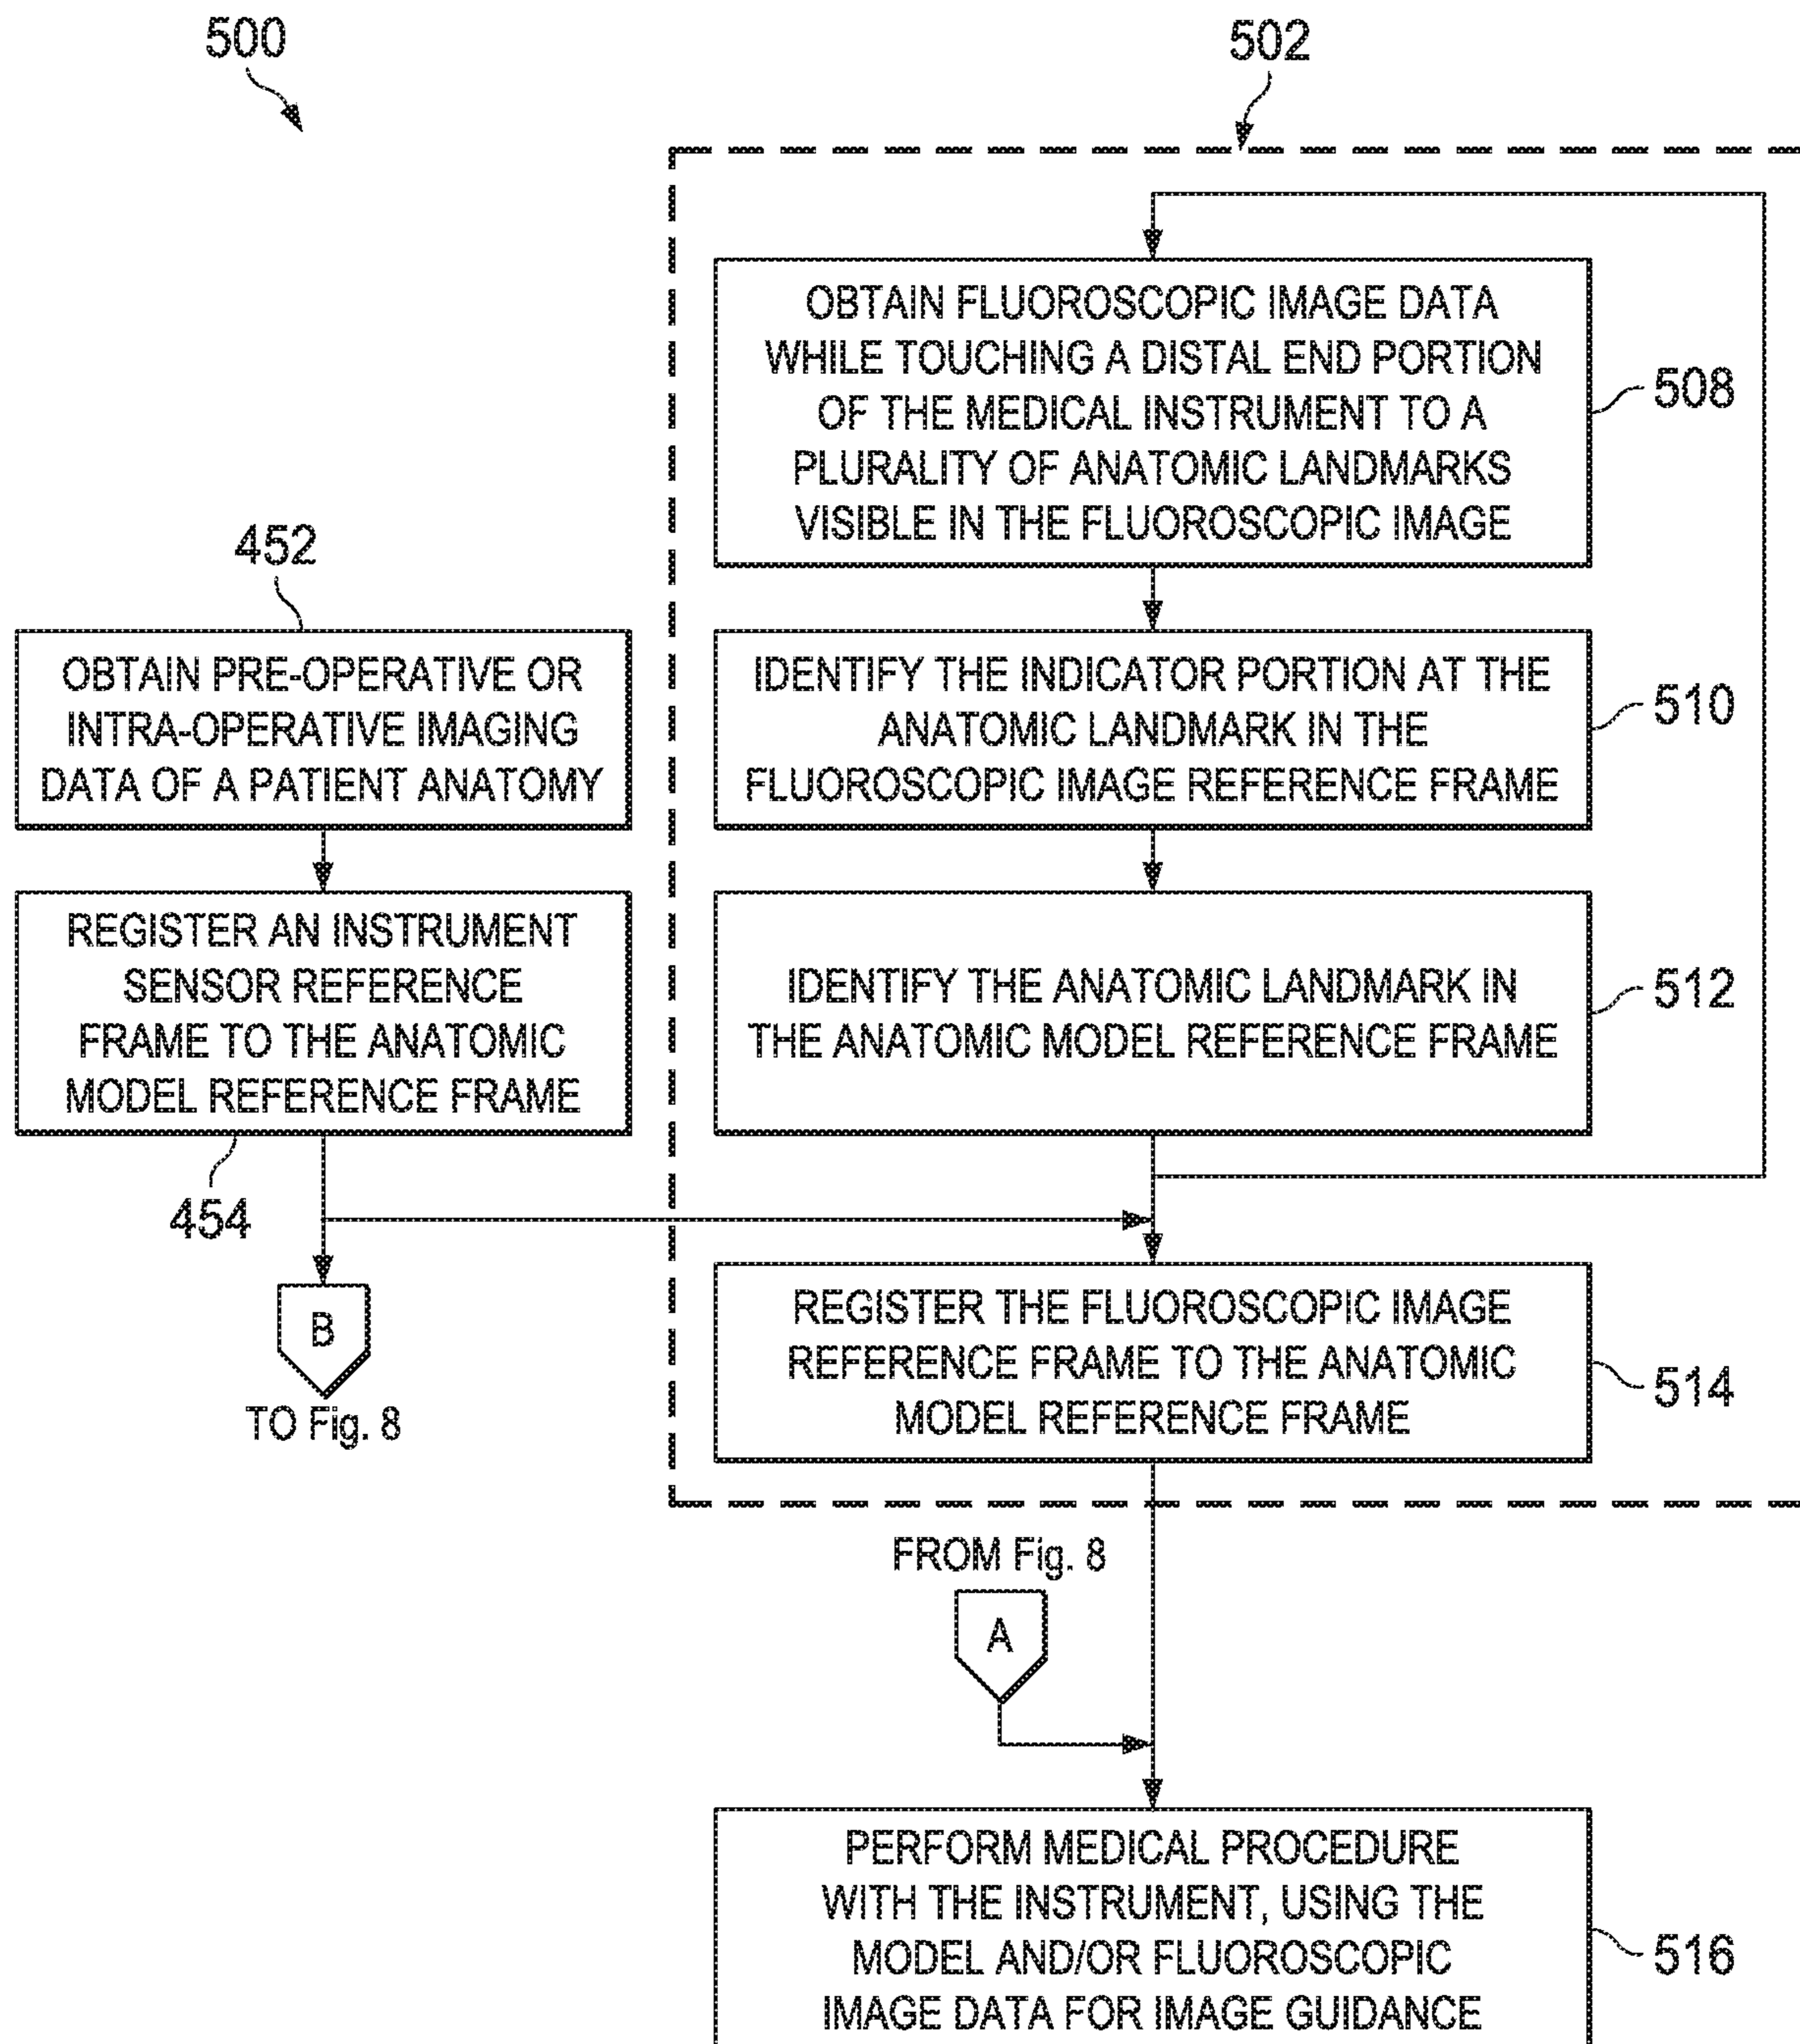 500
502
OBTAIN FLUOROSCOPIC IMAGE DATA
WHILE TOUCHING A DISTAL END PORTION
OF THE MEDICAL INSTRUMENT TO A
PLURALITY OF ANATOMIC LANDMARKS
VISIBLE IN THE FLUOROSCOPIC IMAGE
508
452
OBTAIN PRE-OPERATIVE OR
INTRA-OPERATIVE IMAGING
DATA OF A PATIENT ANATOMY
IDENTIFY THE INDICATOR PORTION AT THE
ANATOMIC LANDMARK IN THE
FLUOROSCOPIC IMAGE REFERENCE FRAME
510
REGISTER AN INSTRUMENT
SENSOR REFERENCE
FRAME TO THE ANATOMIC
MODEL REFERENCE FRAME
454
IDENTIFY THE ANATOMIC LANDMARK IN
THE ANATOMIC MODEL REFERENCE FRAME
512
B
TO Fig. 8
REGISTER THE FLUOROSCOPIC IMAGE
REFERENCE FRAME TO THE ANATOMIC
MODEL REFERENCE FRAME
514
FROM Fig. 8
A
PERFORM MEDICAL PROCEDURE
WITH THE INSTRUMENT, USING THE
MODEL AND/OR FLUOROSCOPIC
IMAGE DATA FOR IMAGE GUIDANCE
516